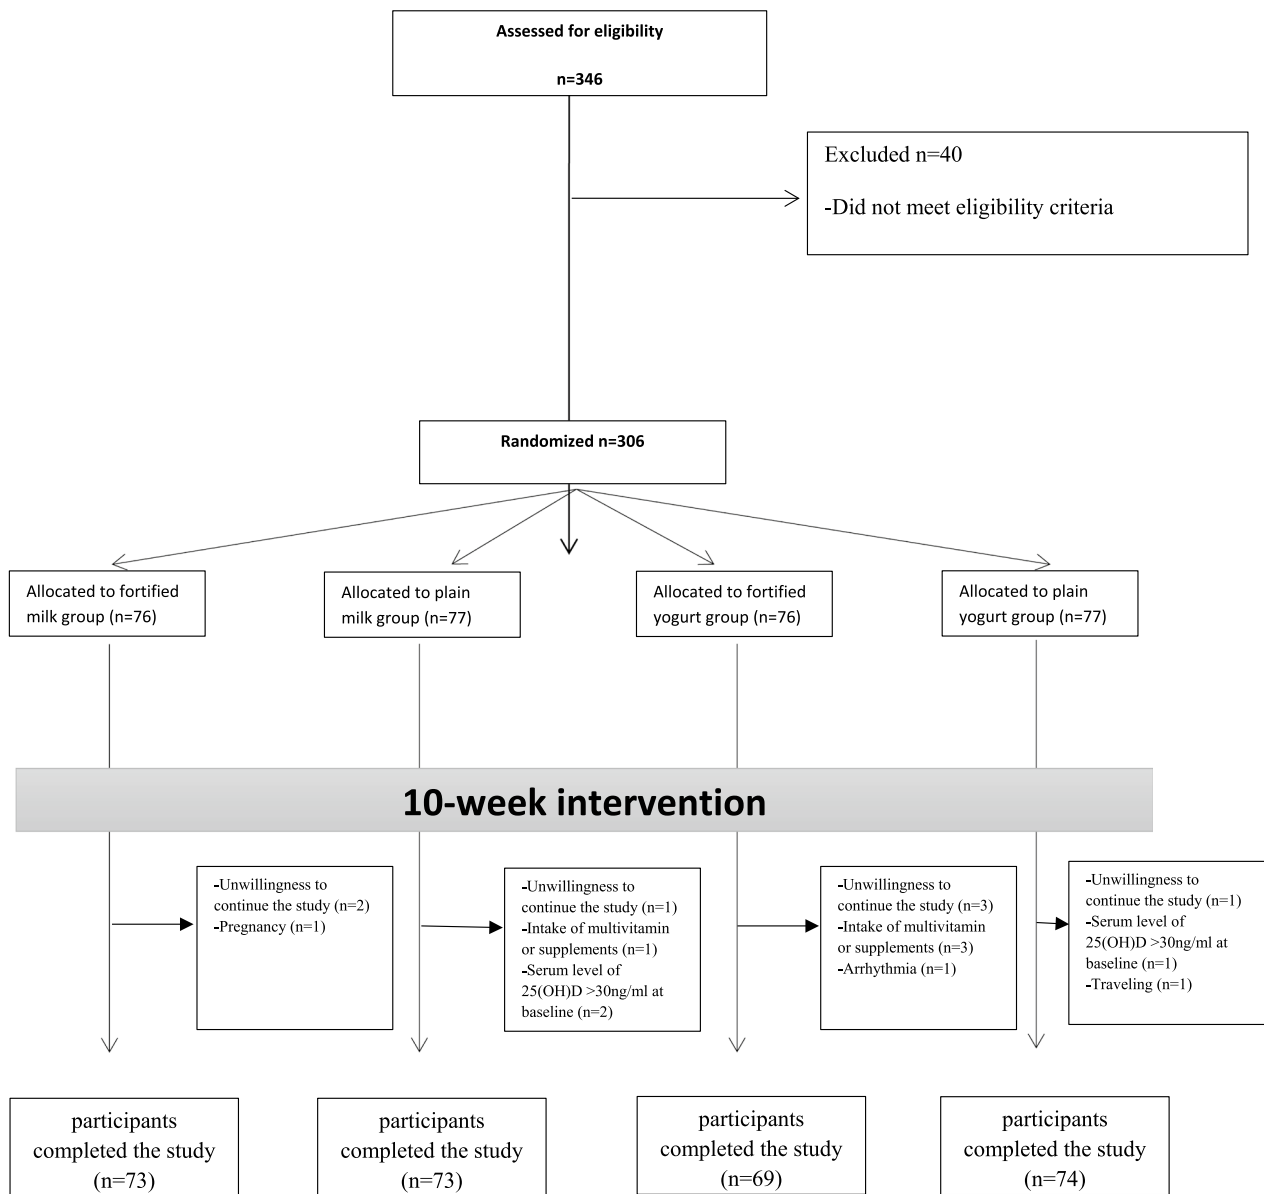 Assessed for eligibility
n=346
Excluded n=40
-Did not meet eligibility criteria
Randomized n=306
Allocated to fortified
milk group (n=76)
Allocated to plain
milk group (n=77)
Allocated to fortified
yogurt group (n=76)
Allocated to plain
yogurt group (n=77)
10-week intervention
-Unwillingness to
continue the study (n=2)
-Pregnancy (n=1)
-Unwillingness to
continue the study (n=1)
-Intake of multivitamin
or supplements (n=1)
-Serum level of
25(OH)D >30ng/ml at
baseline (n=2)
-Unwillingness to
continue the study (n=3)
-Intake of multivitamin
or supplements (n=3)
-Arrhythmia (n=1)
-Unwillingness to
continue the study (n=1)
-Serum level of
25(OH)D >30ng/ml at
baseline (n=1)
-Traveling (n=1)
participants
completed the study
(n=73)
participants
completed the study
(n=73)
participants
completed the study
(n=69)
participants
completed the study
(n=74)